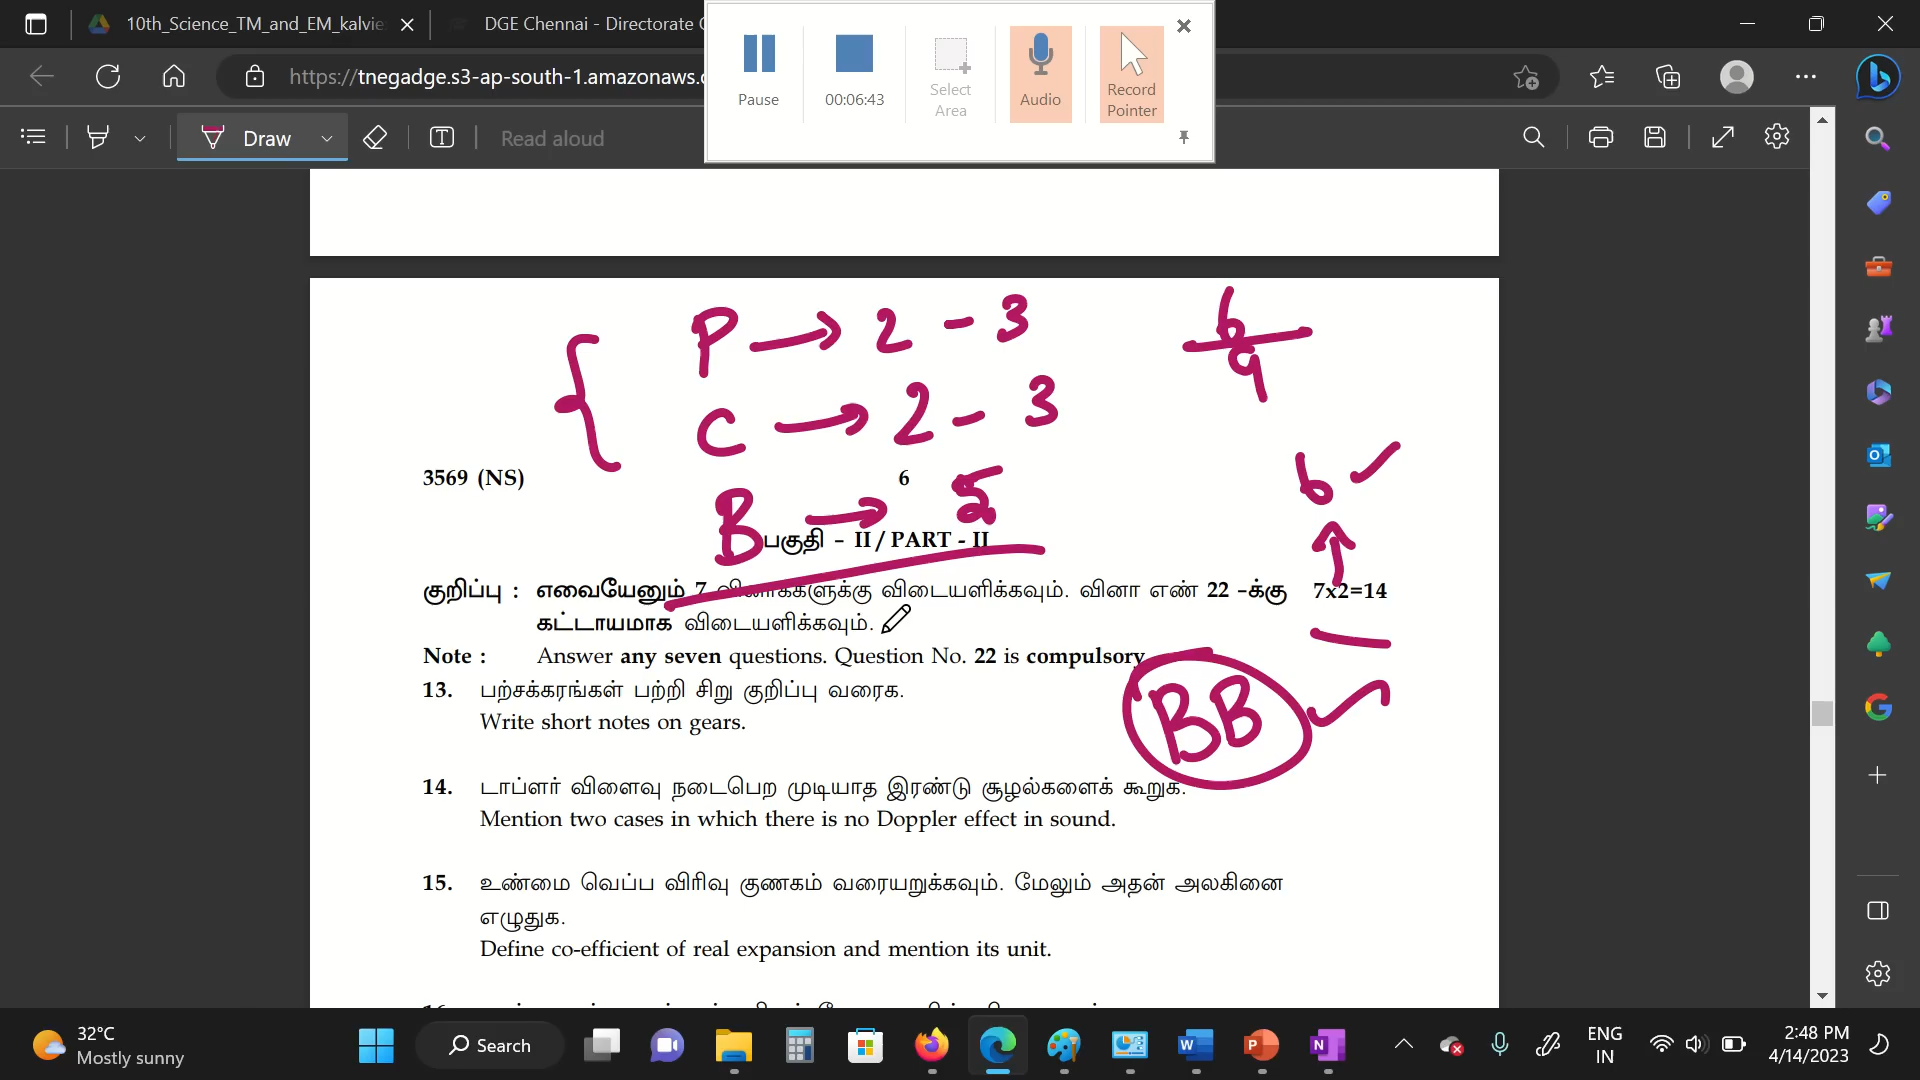 10th_Science_TM_and_EM_kalvie
DGE Chennai - Directorate
https://tnegadge.s3-ap-south-1.amazonaws.c
Pause
00:06:43
Select Area
Audio
Record Pointer
Draw
Read aloud
P → 2 - 3
6/9
C → 2 - 3
3569 (NS)
6
6
B → 5
பகுதி - II / PART - II
குறிப்பு : எவையேனும் 7 வினாக்களுக்கு விடையளிக்கவும். வினா எண் 22 -க்கு 7x2=14
கட்டாயமாக விடையளிக்கவும்.
Note : Answer any seven questions. Question No. 22 is compulsory
BB
13. பற்சக்கரங்கள் பற்றி சிறு குறிப்பு வரைக.
Write short notes on gears.
14. டாப்ளர் விளைவு நடைபெற முடியாத இரண்டு சூழல்களைக் கூறுக.
Mention two cases in which there is no Doppler effect in sound.
15. உண்மை வெப்ப விரிவு குணகம் வரையறுக்கவும். மேலும் அதன் அலகினை
எழுதுக.
Define co-efficient of real expansion and mention its unit.
32°C
Mostly sunny
Search
ENG
IN
2:48 PM
4/14/2023